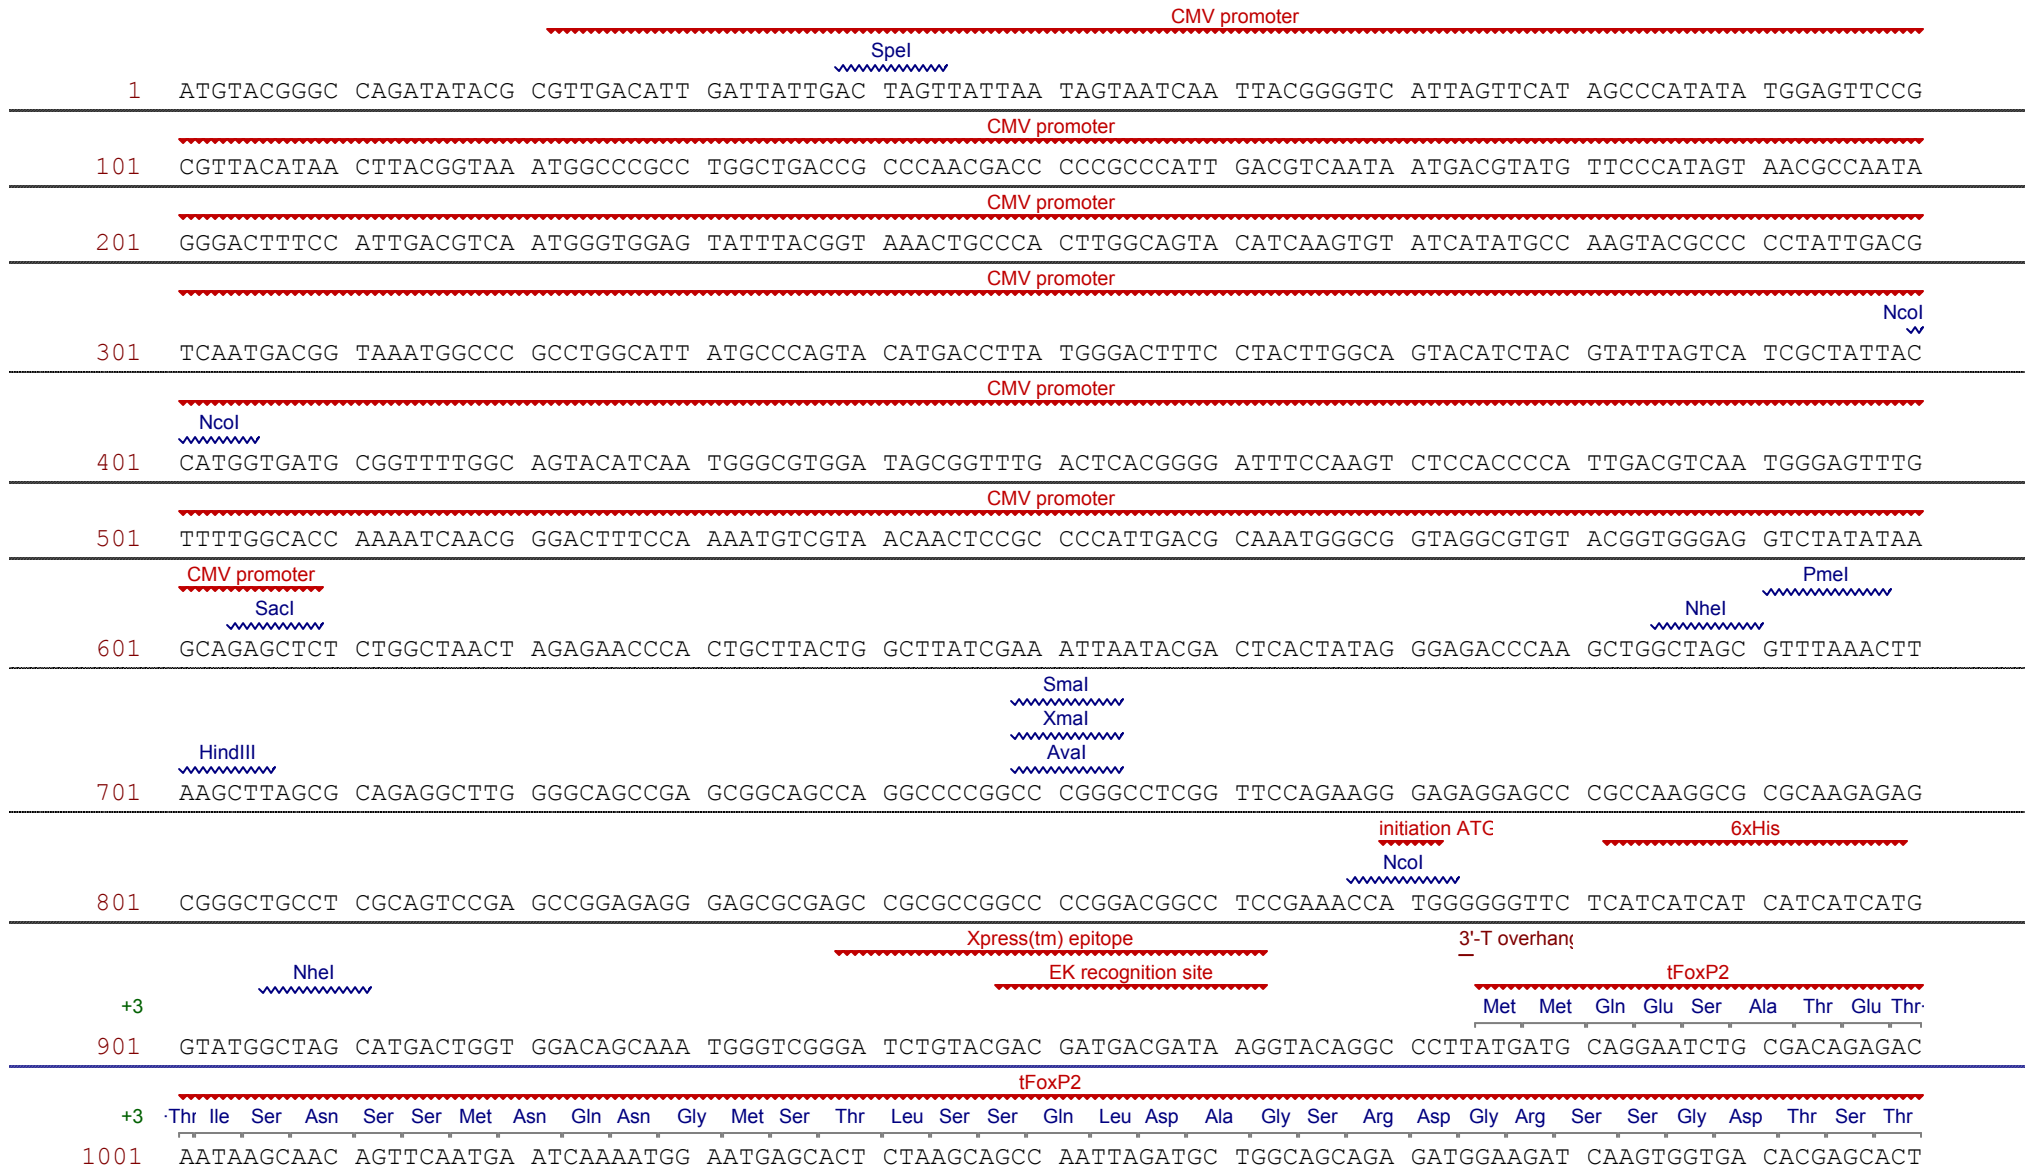 CMV promoter
SpeI
1 ATGTACGGGC CAGATATACG CGTTGACATT GATTATTGAC TAGTTATTAA TAGTAATCAA TTACGGGGTC ATTAGTTCAT AGCCCATATA TGGAGTTCCG
CMV promoter
101 CGTTACATAA CTTACGGTAA ATGGCCCGCC TGGCTGACCG CCCAACGACC CCCGCCCATT GACGTCAATA ATGACGTATG TTCCCATAGT AACGCCAATA
CMV promoter
201 GGGACTTTCC ATTGACGTCA ATGGGTGGAG TATTTACGGT AAACTGCCCA CTTGGCAGTA CATCAAGTGT ATCATATGCC AAGTACGCCC CCTATTGACG
CMV promoter
NcoI
301 TCAATGACGG TAAATGGCCC GCCTGGCATT ATGCCCAGTA CATGACCTTA TGGGACTTTC CTACTTGGCA GTACATCTAC GTATTAGTCA TCGCTATTAC
CMV promoter
NcoI
401 CATGGTGATG CGGTTTTGGC AGTACATCAA TGGGCGTGGA TAGCGGTTTG ACTCACGGGG ATTTCCAAGT CTCCACCCCA TTGACGTCAA TGGGAGTTTG
CMV promoter
501 TTTTGGCACC AAAATCAACG GGACTTTCCA AAATGTCGTA ACAACTCCGC CCCATTGACG CAAATGGGCG GTAGGCGTGT ACGGTGGGAG GTCTATATAA
CMV promoter PmeI
SacI NheI
601 GCAGAGCTCT CTGGCTAACT AGAGAACCCA CTGCTTACTG GCTTATCGAA ATTAATACGA CTCACTATAG GGAGACCCAA GCTGGCTAGC GTTTAAACTT
SmaI
XmaI
HindIII AvaI
701 AAGCTTAGCG CAGAGGCTTG GGGCAGCCGA GCGGCAGCCA GGCCCCGGCC CGGGCCTCGG TTCCAGAAGG GAGAGGAGCC CGCCAAGGCG CGCAAGAGAG
initiation ATG 6xHis
NcoI
801 CGGGCTGCCT CGCAGTCCGA GCCGGAGAGG GAGCGCGAGC CGCGCCGGCC CCGGACGGCC TCCGAAACCA TGGGGGGTTC TCATCATCAT CATCATCATG
Xpress(tm) epitope 3'-T overhang
NheI EK recognition site tFoxP2
+3 Met Met Gln Glu Ser Ala Thr Glu Thr·
901 GTATGGCTAG CATGACTGGT GGACAGCAAA TGGGTCGGGA TCTGTACGAC GATGACGATA AGGTACAGGC CCTTATGATG CAGGAATCTG CGACAGAGAC
tFoxP2
+3 ·Thr Ile Ser Asn Ser Ser Met Asn Gln Asn Gly Met Ser Thr Leu Ser Ser Gln Leu Asp Ala Gly Ser Arg Asp Gly Arg Ser Ser Gly Asp Thr Ser Thr
1001 AATAAGCAAC AGTTCAATGA ATCAAAATGG AATGAGCACT CTAAGCAGCC AATTAGATGC TGGCAGCAGA GATGGAAGAT CAAGTGGTGA CACGAGCACT